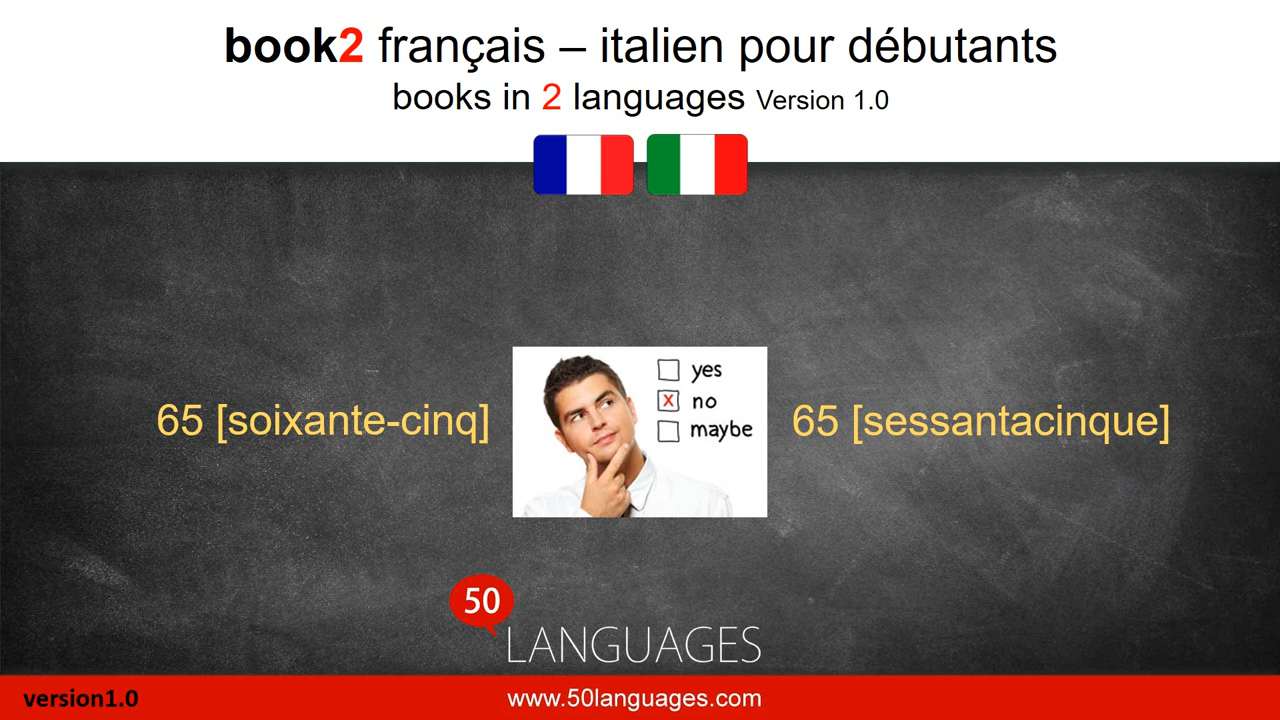 book2 français – italien pour débutants
books in 2 languages Version 1.0
65 [soixante-cinq]
yes
X no
maybe
65 [sessantacinque]
50
LANGUAGES
version1.0
www.50languages.com